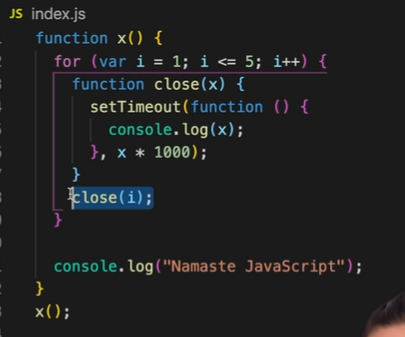 JS index.js
function x() {
for (var i = 1; i <= 5; i++) {
function close(x) {
setTimeout(function () {
console.log(x);
}, x * 1000);
}
close(i);
}
console.log("Namaste JavaScript");
}
x();